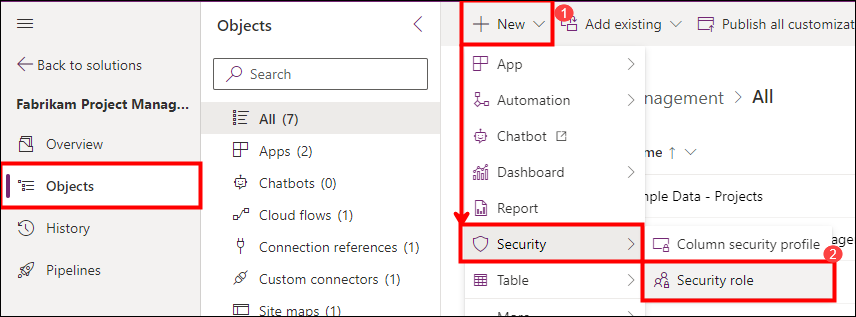 Back to solutions
Fabrikam Project Manag...
Overview
Objects
History
Pipelines
Objects
Search
All (7)
Apps (2)
Chatbots (0)
Cloud flows (1)
Connection references (1)
Custom connectors (1)
Site maps (1)
New
1
Add existing
Publish all customizat
App
Automation
Chatbot
Dashboard
Report
Security
Table
More
nagement > All
me ↑
mple Data - Projects
Column security profile
2
Security role